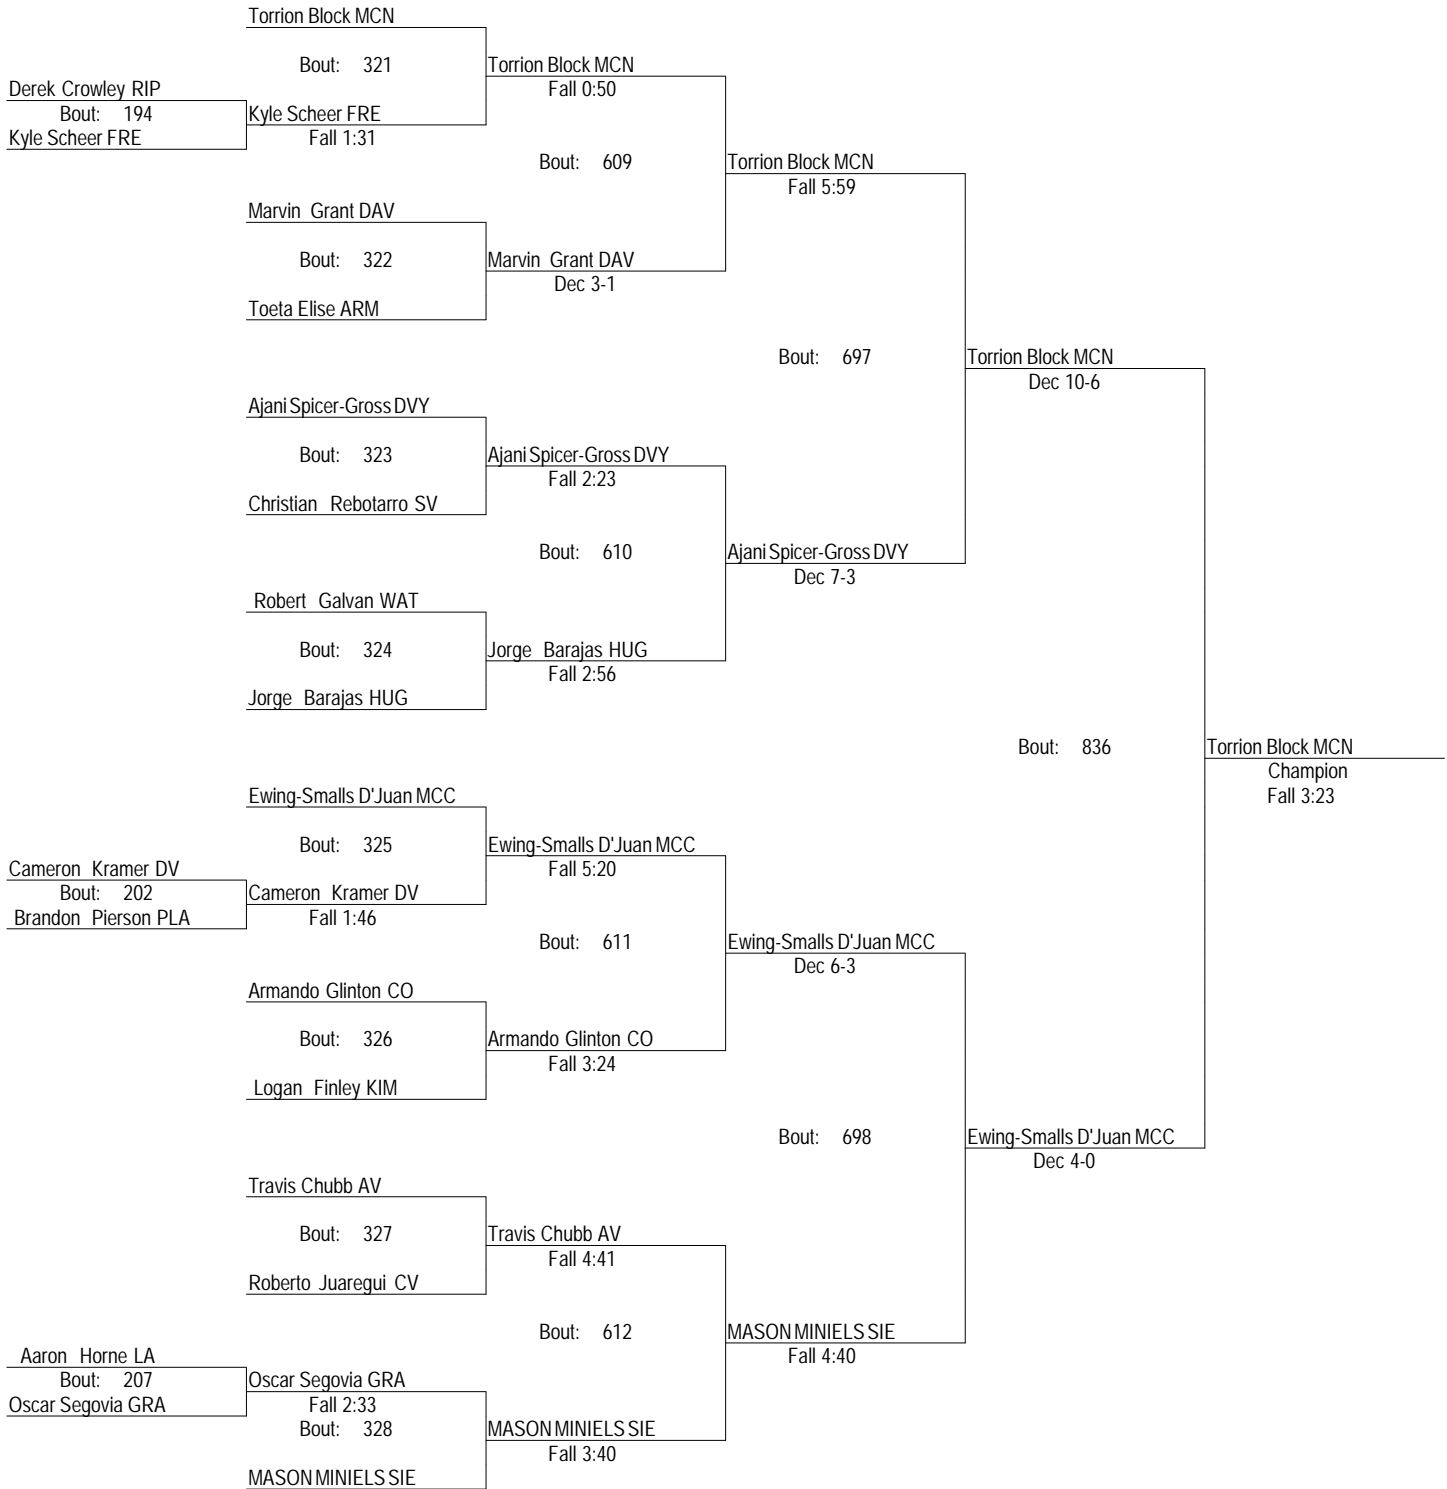 Torrion Block MCN
Bout: 321
Torrion Block MCN
Fall 0:50
Derek Crowley RIP
Bout: 194
Kyle Scheer FRE
Kyle Scheer FRE
Fall 1:31
Bout: 609
Torrion Block MCN
Fall 5:59
Marvin Grant DAV
Bout: 322
Marvin Grant DAV
Dec 3-1
Toeta Elise ARM
Bout: 697
Torrion Block MCN
Dec 10-6
Ajani Spicer-Gross DVY
Bout: 323
Ajani Spicer-Gross DVY
Fall 2:23
Christian Rebotarro SV
Bout: 610
Ajani Spicer-Gross DVY
Dec 7-3
Robert Galvan WAT
Bout: 324
Jorge Barajas HUG
Fall 2:56
Jorge Barajas HUG
Bout: 836
Torrion Block MCN
Champion
Fall 3:23
Ewing-Smalls D'Juan MCC
Bout: 325
Ewing-Smalls D'Juan MCC
Fall 5:20
Cameron Kramer DV
Bout: 202
Brandon Pierson PLA
Cameron Kramer DV
Fall 1:46
Bout: 611
Ewing-Smalls D'Juan MCC
Dec 6-3
Armando Glinton CO
Bout: 326
Armando Glinton CO
Fall 3:24
Logan Finley KIM
Bout: 698
Ewing-Smalls D'Juan MCC
Dec 4-0
Travis Chubb AV
Bout: 327
Travis Chubb AV
Fall 4:41
Roberto Juaregui CV
Bout: 612
MASON MINIELS SIE
Fall 4:40
Aaron Horne LA
Bout: 207
Oscar Segovia GRA
Oscar Segovia GRA
Fall 2:33
Bout: 328
MASON MINIELS SIE
Fall 3:40
MASON MINIELS SIE